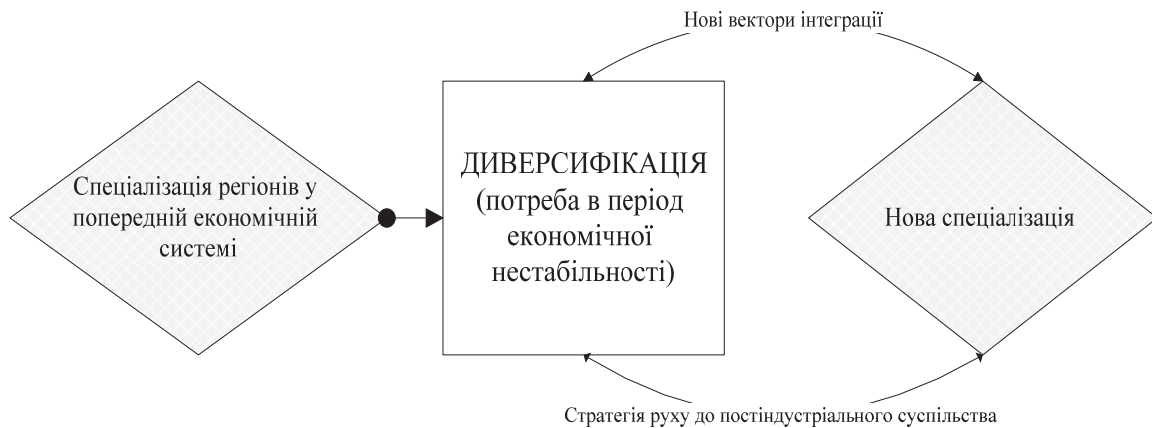 Нові вектори інтеграції
Спеціалізація регіонів у
попередній економічній
системі
ДИВЕРСИФІКАЦІЯ
(потреба в період
економічної
нестабільності)
Нова спеціалізація
Стратегія руху до постіндустріального суспільства